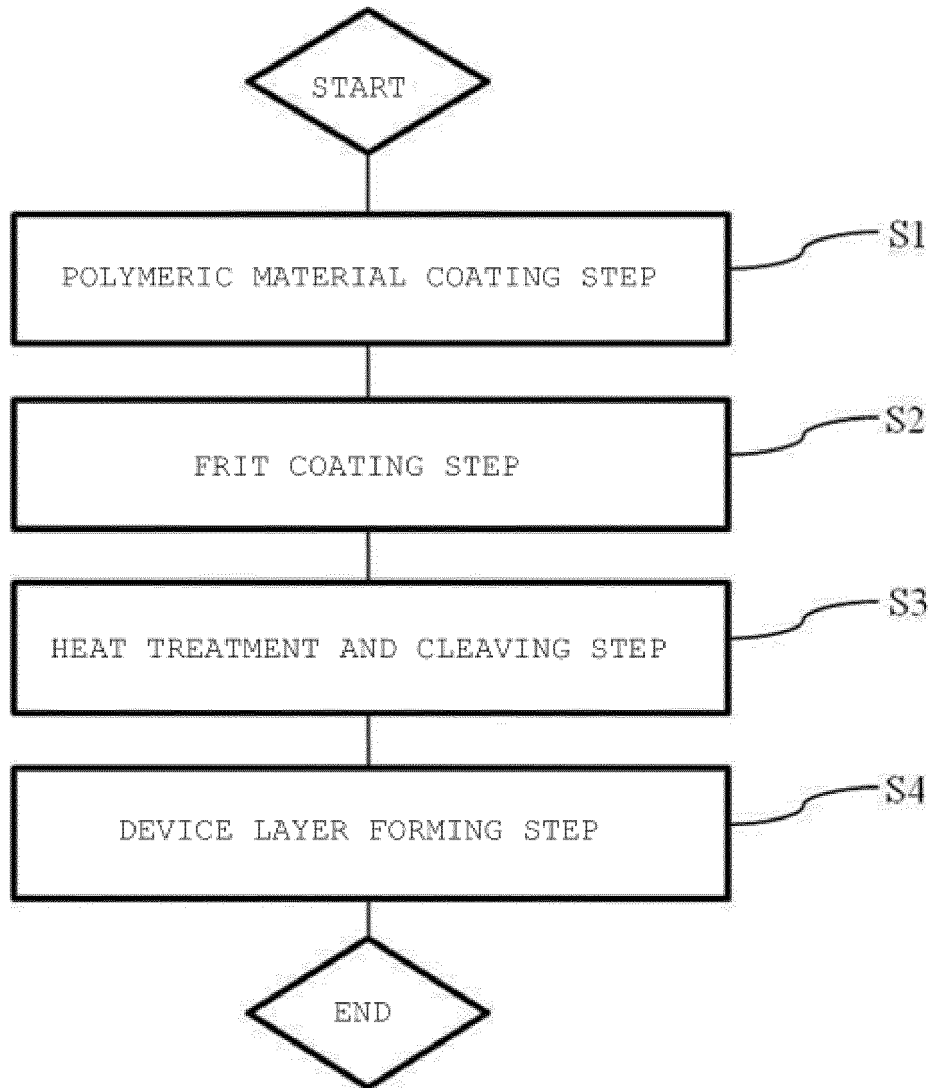 START
POLYMERIC MATERIAL COATING STEP
S1
FRIT COATING STEP
S2
HEAT TREATMENT AND CLEAVING STEP
S3
DEVICE LAYER FORMING STEP
S4
END